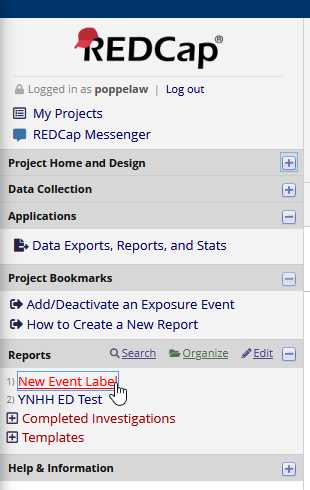 REDCap®
Logged in as poppelaw | Log out
My Projects
REDCap Messenger
Project Home and Design
Data Collection
Applications
Data Exports, Reports, and Stats
Project Bookmarks
Add/Deactivate an Exposure Event
How to Create a New Report
Reports Search Organize Edit
1) New Event Label
2) YNHH ED Test
Completed Investigations
Templates
Help & Information